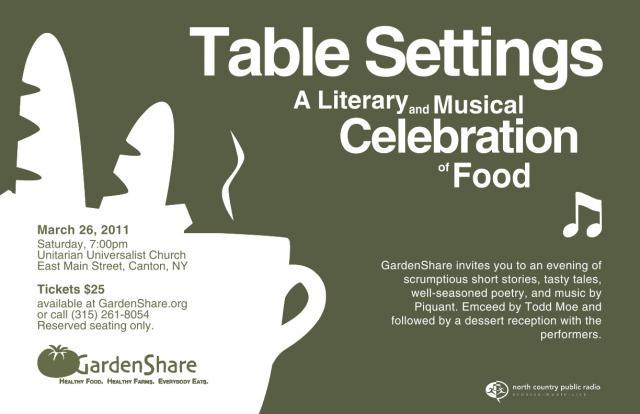 Table Settings
A Literary and Musical
Celebration
of Food
March 26, 2011
Saturday, 7:00pm
Unitarian Universalist Church
East Main Street, Canton, NY
Tickets $25
available at GardenShare.org
or call (315) 261-8054
Reserved seating only.
GardenShare
Healthy Food. Healthy Farms. Everybody Eats.
GardenShare invites you to an evening of
scrumptious short stories, tasty tales,
well-seasoned poetry, and music by
Piquant. Emceed by Todd Moe and
followed by a dessert reception with the
performers.
north country public radio